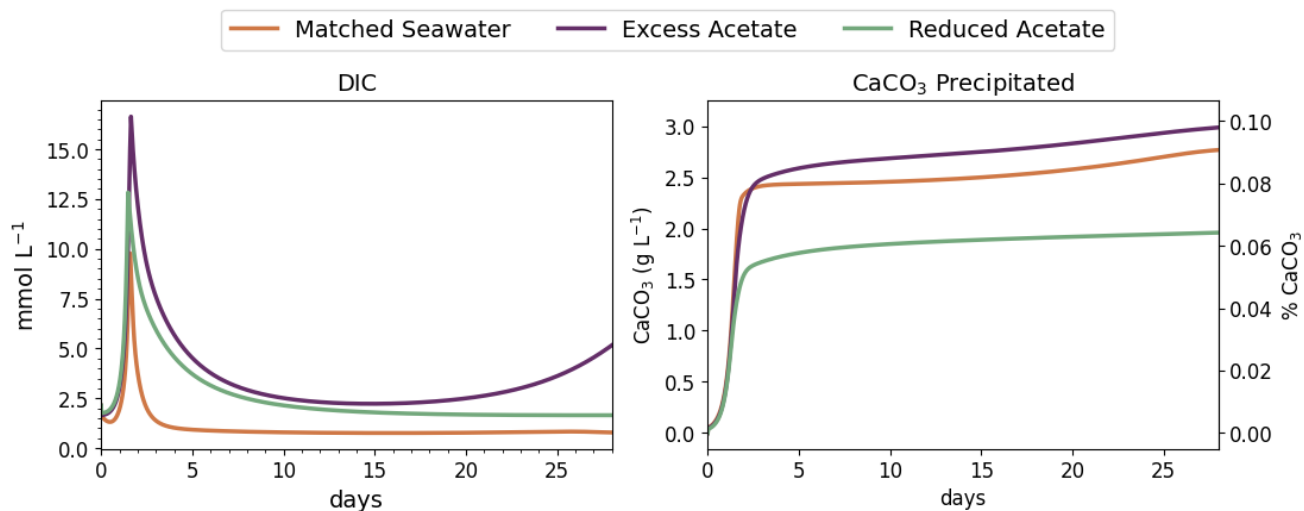 Matched Seawater Excess Acetate Reduced Acetate
DIC
mmol L⁻¹
15.0
12.5
10.0
7.5
5.0
2.5
0.0
0 5 10 15 20 25
days
CaCO₃ Precipitated
CaCO₃ (g L⁻¹)
3.0
2.5
2.0
1.5
1.0
0.5
0.0
0 5 10 15 20 25
days
0.10
0.08
0.06
0.04
0.02
0.00
% CaCO₃